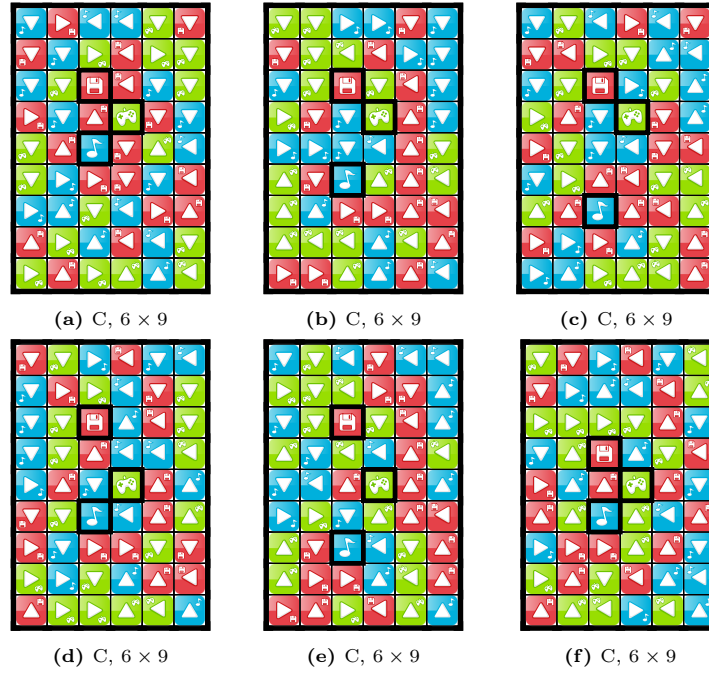 (a) C, 6 × 9
(b) C, 6 × 9
(c) C, 6 × 9
(d) C, 6 × 9
(e) C, 6 × 9
(f) C, 6 × 9